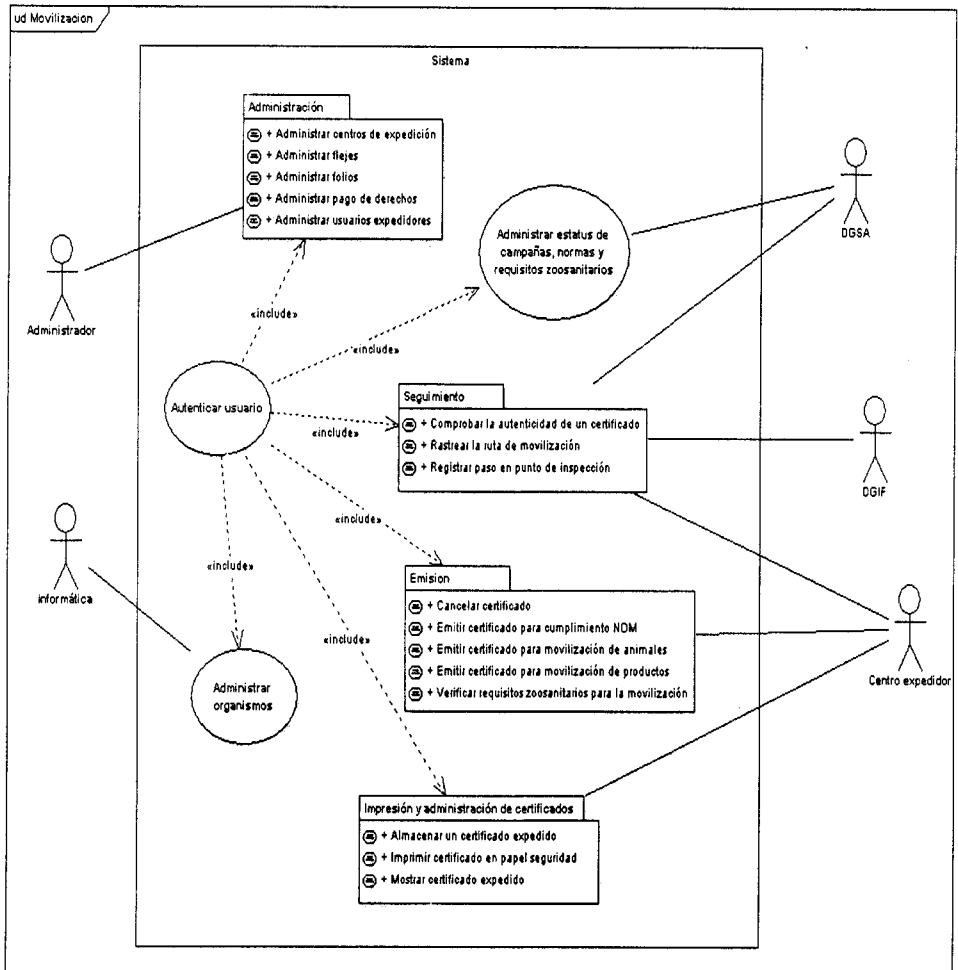 ud Movilizacion
Sistema
Administración
+ Administrar centros de expedición
+ Administrar flejes
+ Administrar folios
+ Administrar pago de derechos
+ Administrar usuarios expedidores
Administrador
Administrar estatus de
campañas, normas y
requisitos zoosanitarios
DGSA
«include»
«include»
Autenticar usuario
«include»
Seguimiento
+ Comprobar la autenticidad de un certificado
+ Rastrear la ruta de movilización
+ Registrar paso en punto de inspección
DGIF
«include»
informática
«include»
Emision
+ Cancelar certificado
+ Emitir certificado para cumplimiento NOM
+ Emitir certificado para movilización de animales
+ Emitir certificado para movilización de productos
+ Verificar requisitos zoosanitarios para la movilización
Centro expedidor
«include»
Administrar
organismos
Impresión y administración de certificados
+ Almacenar un certificado expedido
+ Imprimir certificado en papel seguridad
+ Mostrar certificado expedido